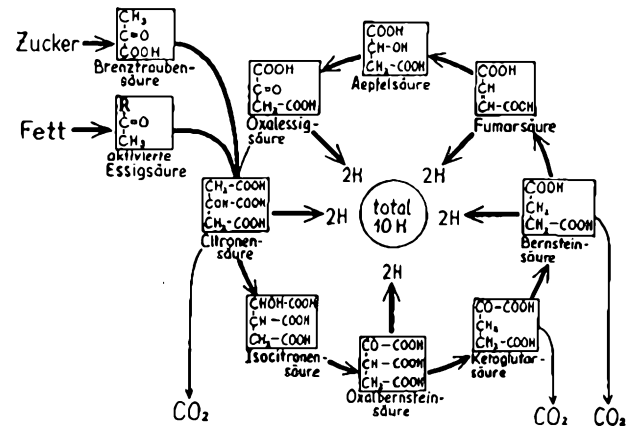 Zucker
CH₃
C=O
COOH
Brenztrauben-
säure
Fett
R
C=O
CH₃
aktivierte
Essigsäure
COOH
C=O
CH₂-COOH
Oxalessig-
säure
COOH
CH-OH
CH₂-COOH
Aepfelsäure
COOH
CH
CH-COOH
Fumarsäure
COOH
CH₂
CH₂-COOH
Bernstein-
säure
CO-COOH
CH₂
CH₂-COOH
Ketoglutar-
säure
CO-COOH
CH-COOH
CH₂-COOH
Oxalbernstein-
säure
CHOH-COOH
CH-COOH
CH₂-COOH
Isocitronen-
säure
CH₂-COOH
COH-COOH
CH₂-COOH
Citronen-
säure
2H
2H
2H
2H
2H
total
10H
CO₂
CO₂
CO₂